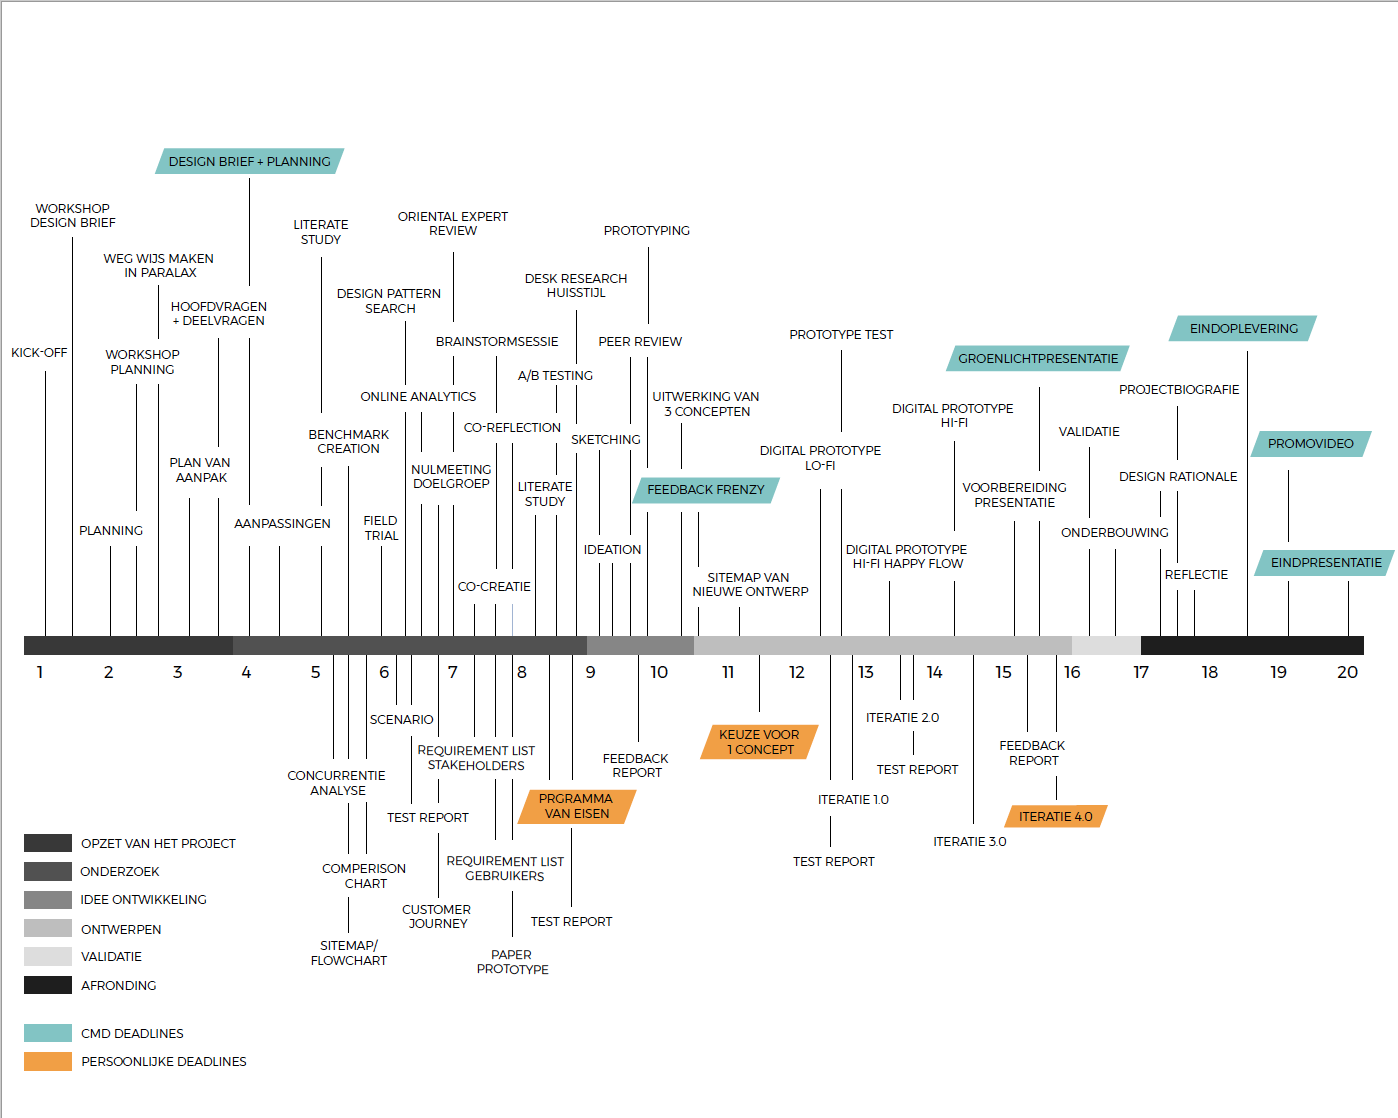 DESIGN BRIEF + PLANNING
WORKSHOP
DESIGN BRIEF
LITERATE
STUDY
ORIENTAL EXPERT
REVIEW
PROTOTYPING
WEG WIJS MAKEN
IN PARALAX
DESK RESEARCH
HUISSTIJL
DESIGN PATTERN
SEARCH
HOOFDVRAGEN
+ DEELVRAGEN
EINDOPLEVERING
PROTOTYPE TEST
BRAINSTORMSESSIE
PEER REVIEW
KICK-OFF
WORKSHOP
PLANNING
GROENLICHTPRESENTATIE
A/B TESTING
PROJECTBIOGRAFIE
ONLINE ANALYTICS
UITWERKING VAN
3 CONCEPTEN
DIGITAL PROTOTYPE
HI-FI
CO-REFLECTION
VALIDATIE
BENCHMARK
CREATION
SKETCHING
PROMOVIDEO
DIGITAL PROTOTYPE
LO-FI
PLAN VAN
AANPAK
NULMEETING
DOELGROEP
DESIGN RATIONALE
LITERATE
STUDY
FEEDBACK FRENZY
VOORBEREIDING
PRESENTATIE
AANPASSINGEN
FIELD
TRIAL
PLANNING
ONDERBOUWING
IDEATION
DIGITAL PROTOTYPE
HI-FI HAPPY FLOW
EINDPRESENTATIE
REFLECTIE
CO-CREATIE
SITEMAP VAN
NIEUWE ONTWERP
1 2 3 4 5 6 7 8 9 10 11 12 13 14 15 16 17 18 19 20
SCENARIO
ITERATIE 2.0
KEUZE VOOR
1 CONCEPT
REQUIREMENT LIST
STAKEHOLDERS
FEEDBACK
REPORT
FEEDBACK
REPORT
TEST REPORT
CONCURRENTIE
ANALYSE
PRGRAMMA
VAN EISEN
ITERATIE 1.0
TEST REPORT
ITERATIE 4.0
ITERATIE 3.0
TEST REPORT
REQUIREMENT LIST
GEBRUIKERS
COMPERISON
CHART
CUSTOMER
JOURNEY
TEST REPORT
SITEMAP/
FLOWCHART
PAPER
PROTOTYPE
OPZET VAN HET PROJECT
ONDERZOEK
IDEE ONTWIKKELING
ONTWERPEN
VALIDATIE
AFRONDING
CMD DEADLINES
PERSOONLIJKE DEADLINES